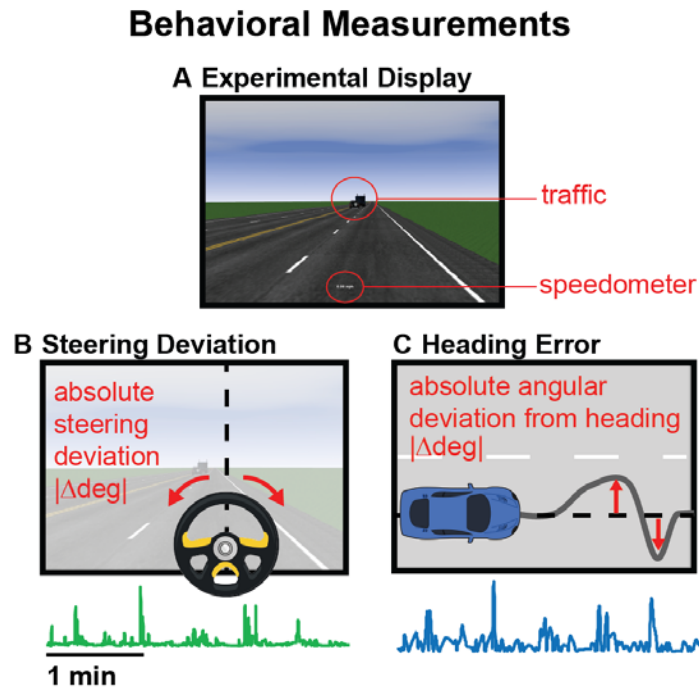 Behavioral Measurements
A Experimental Display
traffic
speedometer
B Steering Deviation
absolute
steering
deviation
|Δdeg|
1 min
C Heading Error
absolute angular
deviation from heading
|Δdeg|